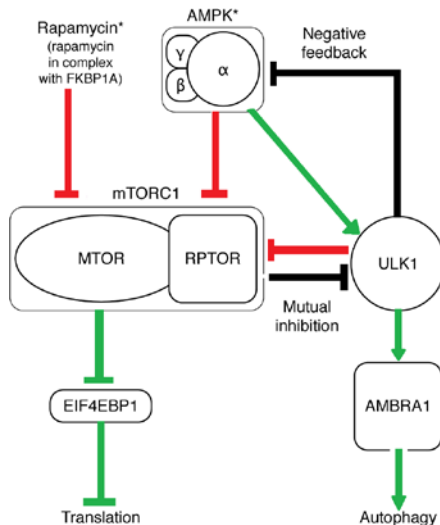 AMPK*
Rapamycin*
(rapamycin
in complex
with FKBP1A)
γ
β
α
Negative
feedback
mTORC1
MTOR
RPTOR
ULK1
Mutual
inhibition
EIF4EBP1
AMBRA1
Translation
Autophagy